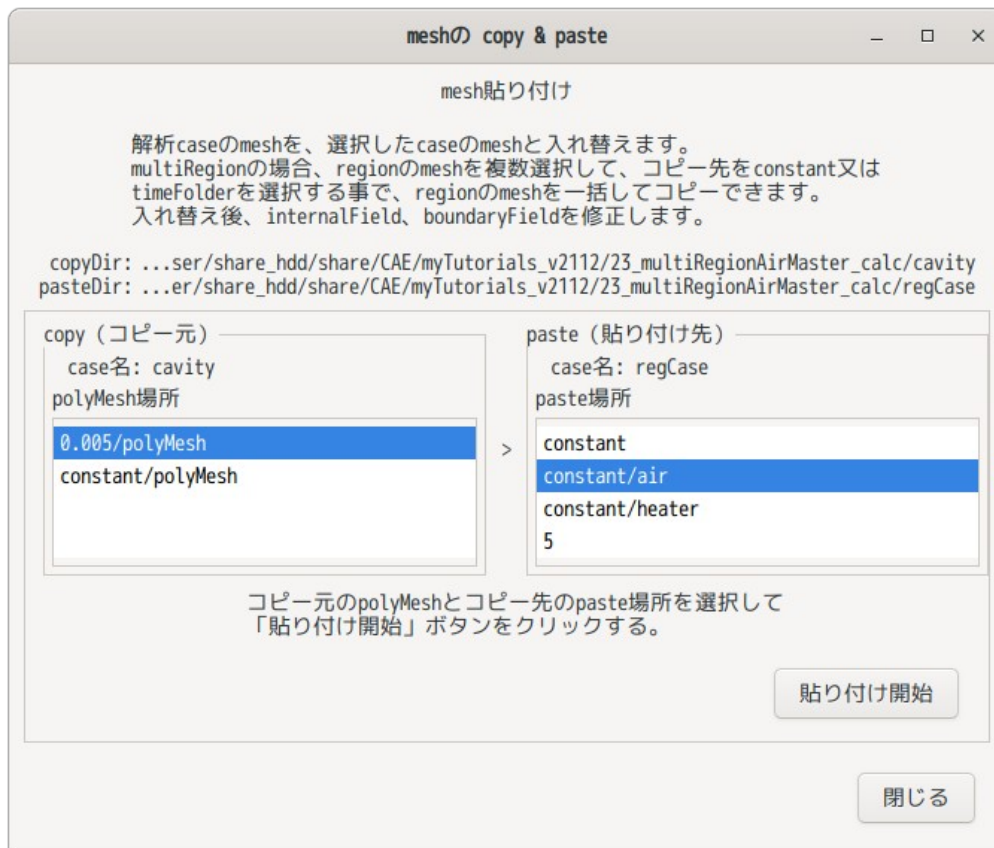 meshの copy & paste
mesh貼り付け
解析caseのmeshを、選択したcaseのmeshと入れ替えます。
multiRegionの場合、regionのmeshを複数選択して、コピー先をconstant又は
timeFolderを選択する事で、regionのmeshを一括してコピーできます。
入れ替え後、internalField、boundaryFieldを修正します。
copyDir: ...ser/share_hdd/share/CAE/myTutorials_v2112/23_multiRegionAirMaster_calc/cavity
pasteDir: ...er/share_hdd/share/CAE/myTutorials_v2112/23_multiRegionAirMaster_calc/regCase
copy (コピー元)
case名: cavity
polyMesh場所
0.005/polyMesh
constant/polyMesh
>
paste (貼り付け先)
case名: regCase
paste場所
constant
constant/air
constant/heater
5
コピー元のpolyMeshとコピー先のpaste場所を選択して
「貼り付け開始」ボタンをクリックする。
貼り付け開始
閉じる